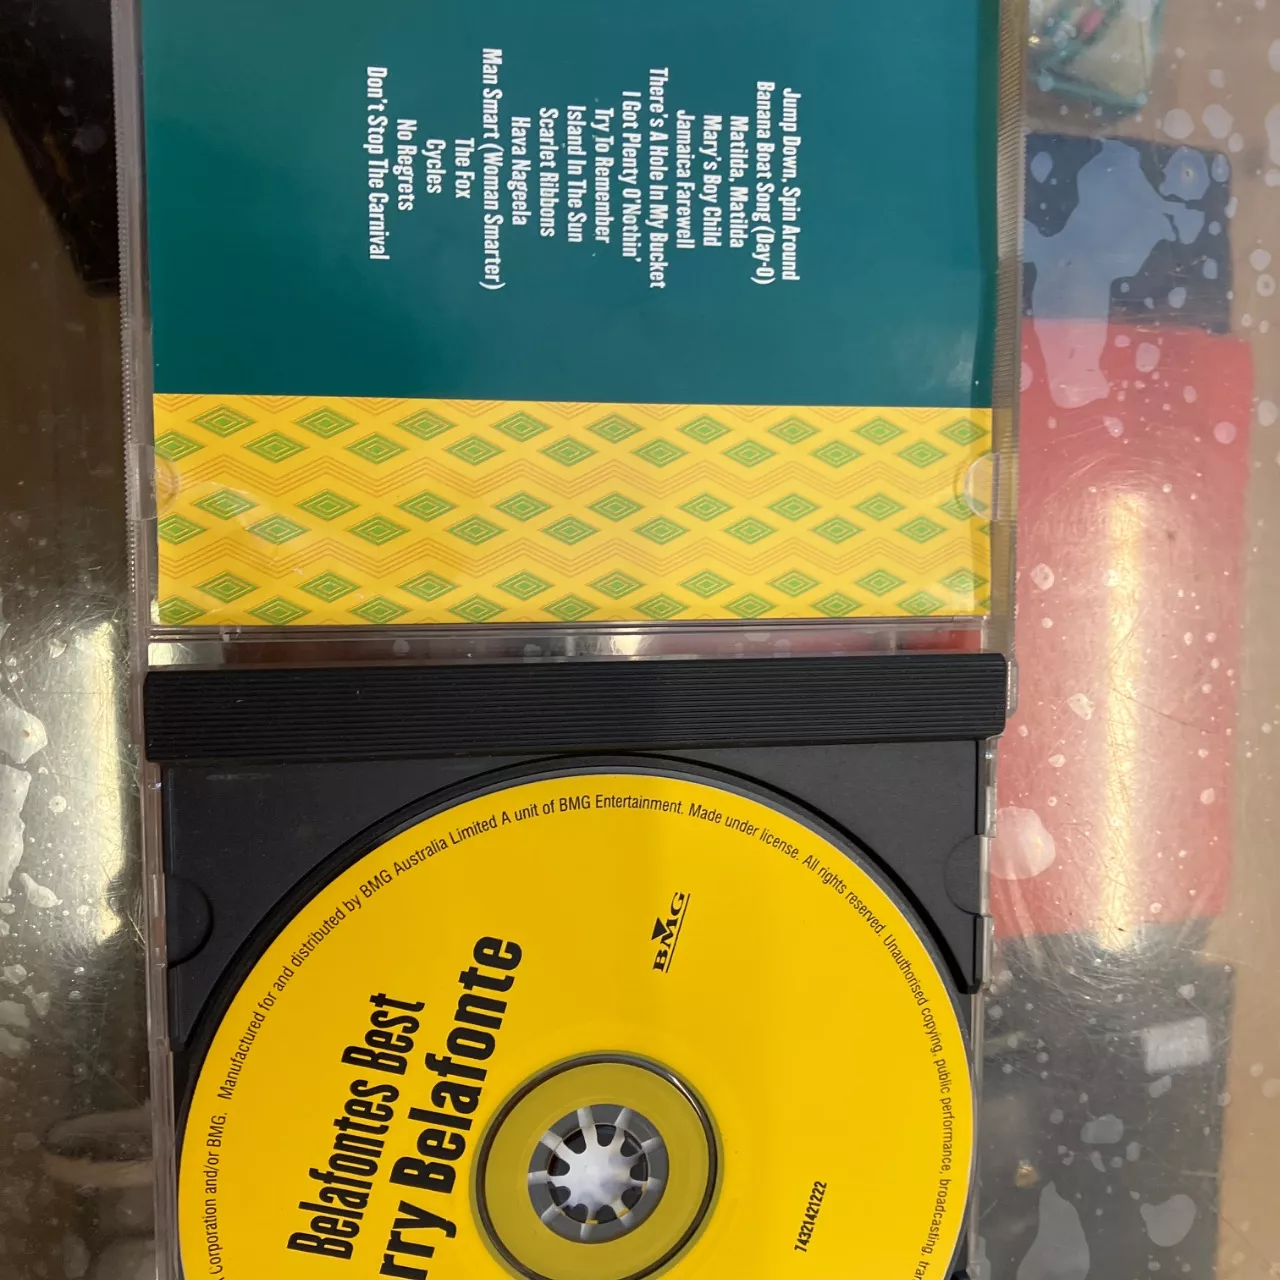 Jump Down, Spin Around
Banana Boat Song (Day-O)
Matilda, Matilda
Mary's Boy Child
Jamaica Farewell
There's A Hole In My Bucket
I Got Plenty O'Nothin'
Try To Remember
Island In The Sun
Scarlet Ribbons
Hava Nageela
Man Smart (Woman Smarter)
The Fox
Cycles
No Regrets
Don't Stop The Carnival
Corporation and/or BMG. Manufactured for and distributed by BMG Australia Limited A unit of BMG Entertainment. Made under license. All rights reserved. Unauthorised copying, public performance, broadcasting,
BMG
Belafontes Best
Belafonte
74321421222